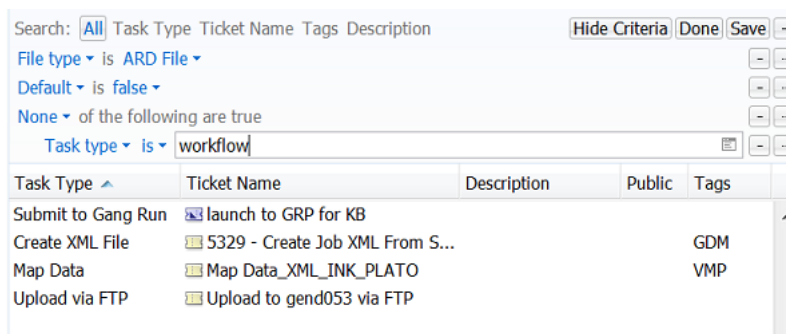 Search: All Task Type Ticket Name Tags Description Hide Criteria Done Save -
File type is ARD File -
Default is false -
None of the following are true -
Task type is workflow -
Task Type Ticket Name Description Public Tags
Submit to Gang Run launch to GRP for KB
Create XML File 5329 - Create Job XML From S... GDM
Map Data Map Data_XML_INK_PLATO VMP
Upload via FTP Upload to gend053 via FTP